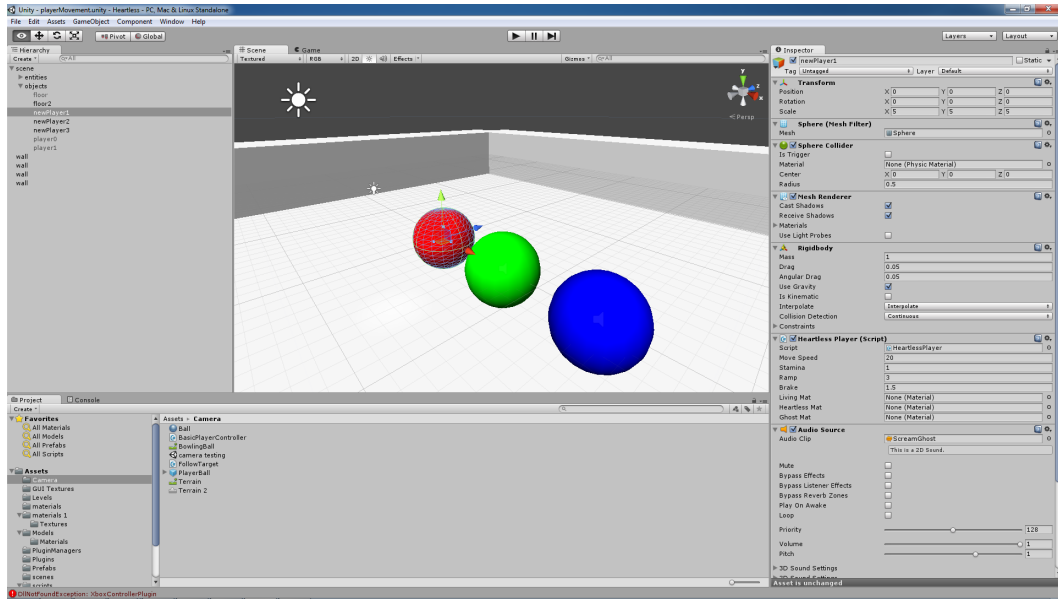 Unity - playerMovement.unity - Heartless - PC, Mac & Linux Standalone
File Edit Assets GameObject Component Window Help
Pivot Global
Layers Layout
Hierarchy
Create All
scene
entities
objects
floor
floor2
newPlayer1
newPlayer2
newPlayer3
player0
player1
wall
wall
wall
wall
Scene Game
Textured RGB 2D Effects Gizmos All
y
z
x
Persp
Inspector
newPlayer1 Static
Tag Untagged Layer Default
Transform
Position X 0 Y 0 Z 0
Rotation X 0 Y 0 Z 0
Scale X 5 Y 5 Z 5
Sphere (Mesh Filter)
Mesh Sphere
Sphere Collider
Is Trigger
Material None (Physic Material)
Center X 0 Y 0 Z 0
Radius 0.5
Mesh Renderer
Cast Shadows
Receive Shadows
Materials
Use Light Probes
Rigidbody
Mass 1
Drag 0.05
Angular Drag 0.05
Use Gravity
Is Kinematic
Interpolate Interpolate
Collision Detection Continuous
Constraints
Heartless Player (Script)
Script HeartlessPlayer
Move Speed 20
Stamina 1
Ramp 3
Brake 1.5
Living Mat None (Material)
Heartless Mat None (Material)
Ghost Mat None (Material)
Audio Source
Audio Clip ScreamGhost
This is a 2D Sound.
Mute
Bypass Effects
Bypass Listener Effects
Bypass Reverb Zones
Play On Awake
Loop
Priority 128
Volume 1
Pitch 1
3D Sound Settings
2D Sound Settings
Asset is unchanged
Project Console
Create
Favorites
All Materials
All Models
All Prefabs
All Scripts
Assets
Camera
GUI Textures
Levels
materials
materials 1
Textures
Models
Materials
PluginManagers
Plugins
Prefabs
scenes
scripts
Assets Camera
Ball
BasicPlayerController
BowlingBall
camera testing
FollowTarget
PlayerBall
Terrain
Terrain 2
DllNotFoundException: XboxControllerPlugin